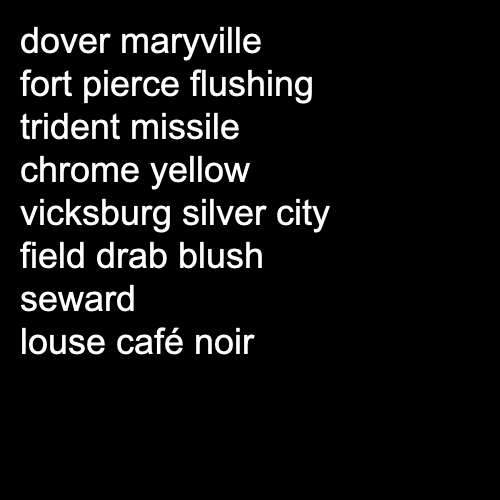 dover maryville
fort pierce flushing
trident missile
chrome yellow
vicksburg silver city
field drab blush
seward
louse café noir